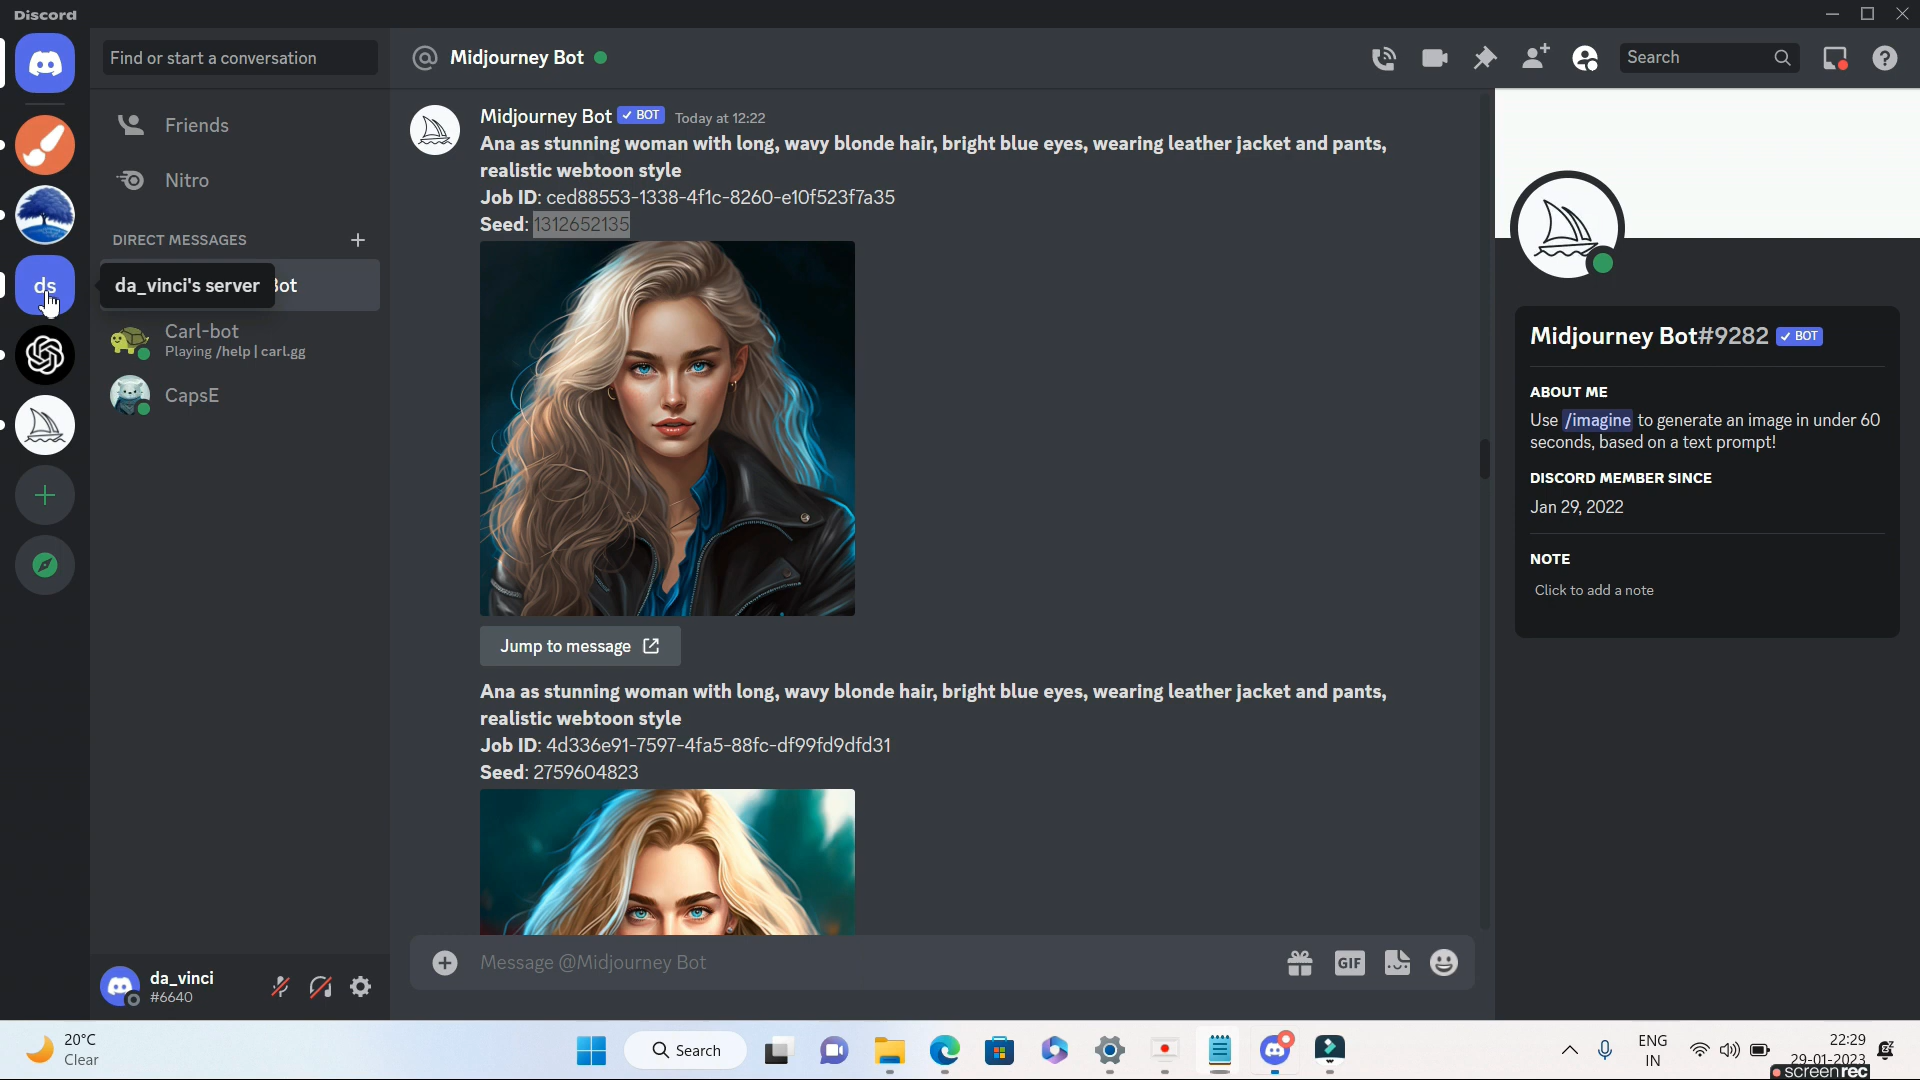 Discord
Find or start a conversation
Midjourney Bot
Search
Friends
Nitro
DIRECT MESSAGES
ds
da_vinci's server
Bot
Carl-bot
Playing /help | carl.gg
CapsE
da_vinci
#6640
Midjourney Bot ✓ BOT Today at 12:22
Ana as stunning woman with long, wavy blonde hair, bright blue eyes, wearing leather jacket and pants,
realistic webtoon style
Job ID: ced88553-1338-4f1c-8260-e10f523f7a35
Seed: 1312652135
Jump to message
Ana as stunning woman with long, wavy blonde hair, bright blue eyes, wearing leather jacket and pants,
realistic webtoon style
Job ID: 4d336e91-7597-4fa5-88fc-df99fd9dfd31
Seed: 2759604823
Message @Midjourney Bot
GIF
Midjourney Bot#9282 ✓ BOT
ABOUT ME
Use /imagine to generate an image in under 60
seconds, based on a text prompt!
DISCORD MEMBER SINCE
Jan 29, 2022
NOTE
Click to add a note
20°C
Clear
Search
ENG
IN
22:29
29-01-2023
screenrec